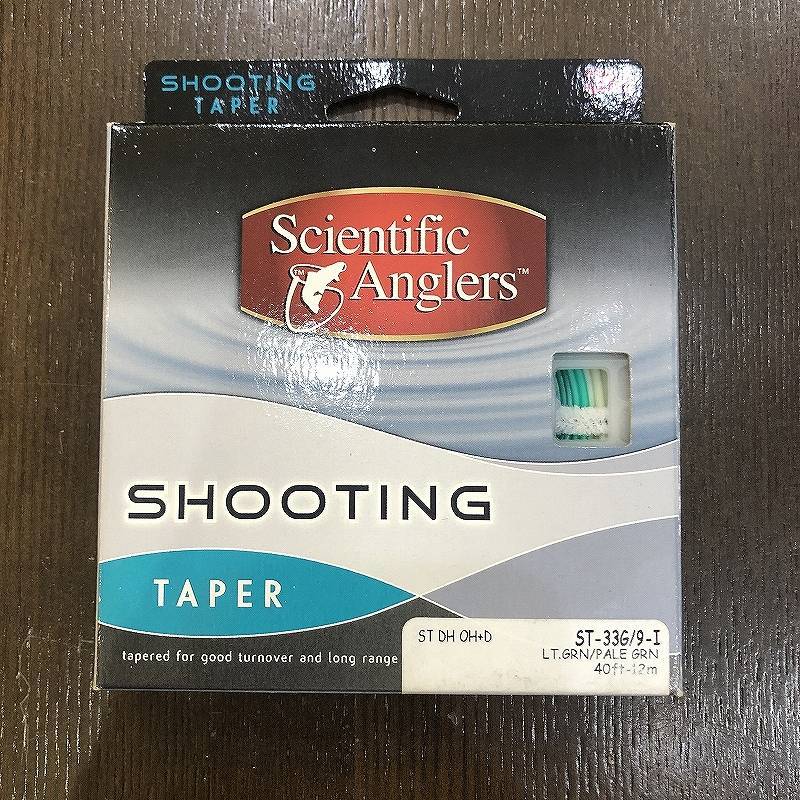 SHOOTING
TAPER
Scientific
Anglers™
TM
SHOOTING
TAPER
tapered for good turnover and long range
ST DH OH+D
ST-33G/9-I
LT.GRN/PALE GRN
40ft-12m